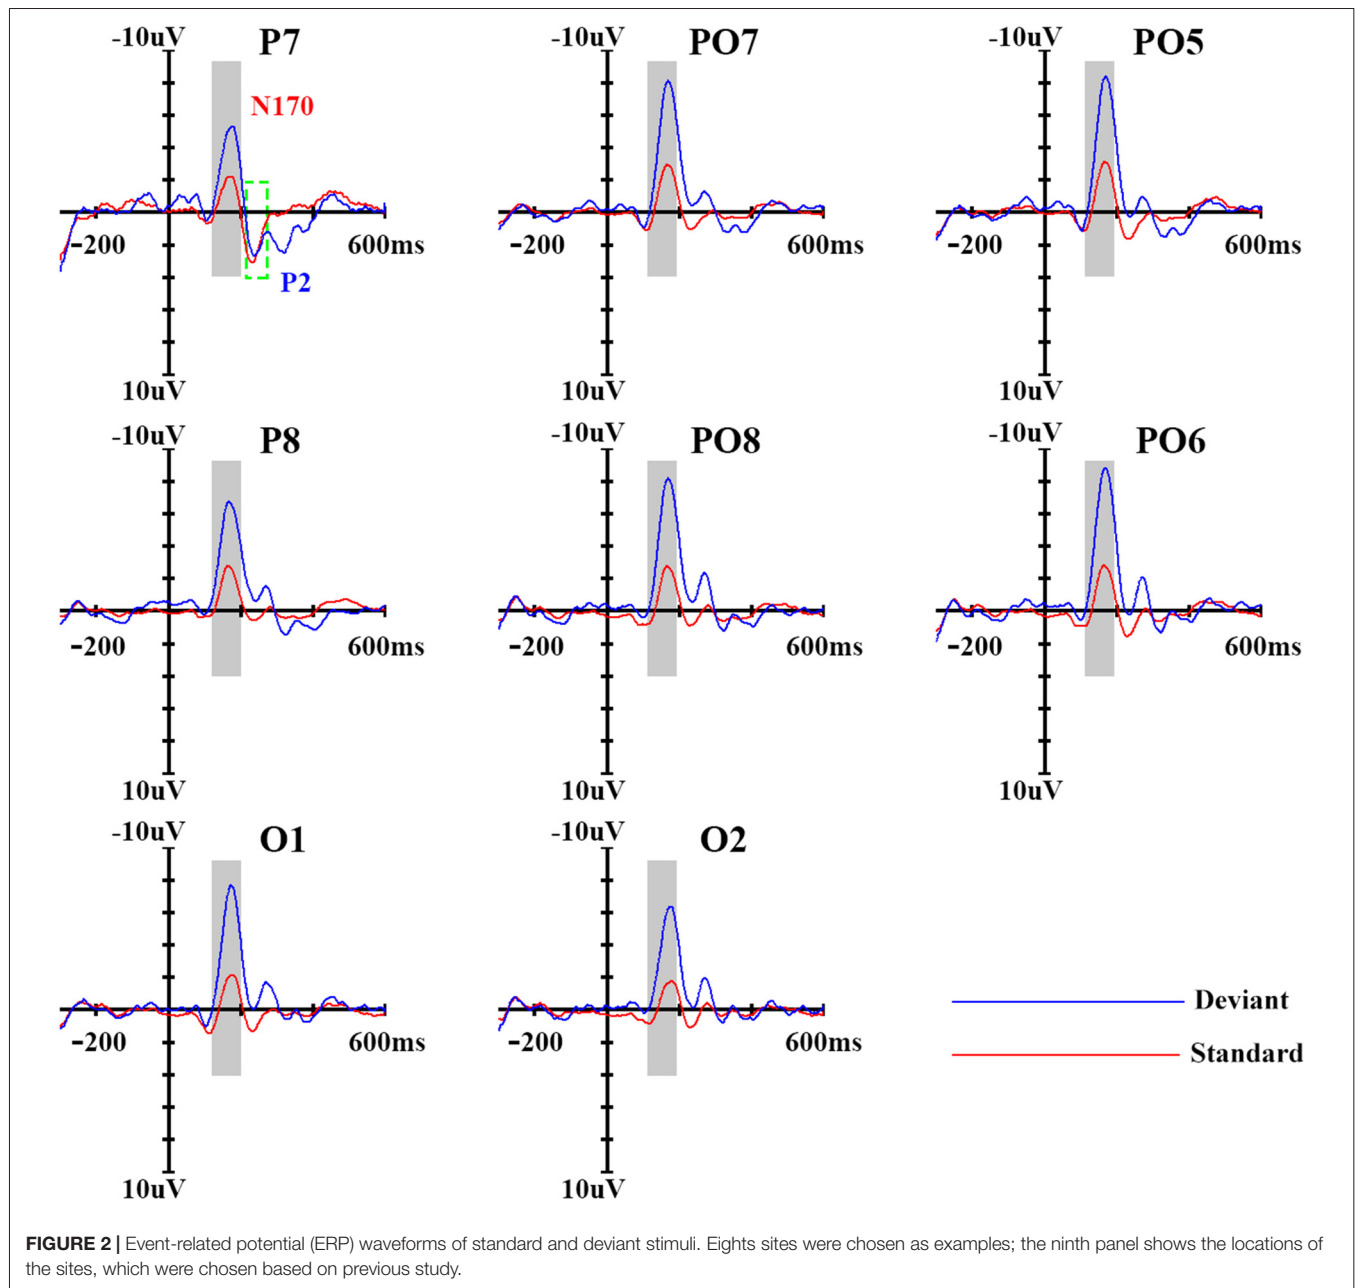 -10uV P7 -10uV PO7 -10uV PO5
N170
-200 600ms -200 600ms -200 600ms
P2
10uV 10uV 10uV
-10uV P8 -10uV PO8 -10uV PO6
-200 600ms -200 600ms -200 600ms
10uV 10uV 10uV
-10uV O1 -10uV O2
Deviant
-200 600ms -200 600ms
Standard
10uV 10uV
FIGURE 2 | Event-related potential (ERP) waveforms of standard and deviant stimuli. Eights sites were chosen as examples; the ninth panel shows the locations of
the sites, which were chosen based on previous study.